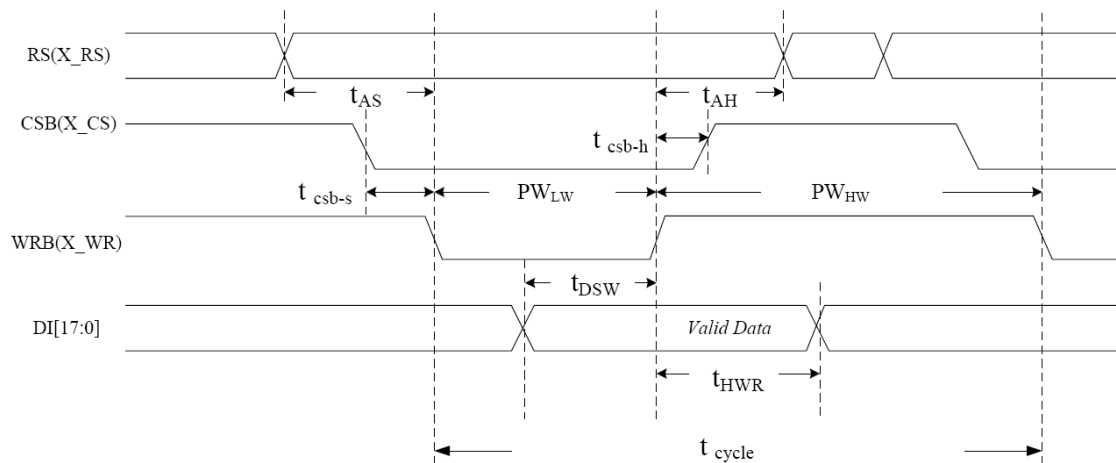 RS(X_RS)
tAS
tAH
CSB(X_CS)
t csb-h
t csb-s
PWLW
PWHW
WRB(X_WR)
tDSW
DI[17:0]
Valid Data
tHWR
t cycle